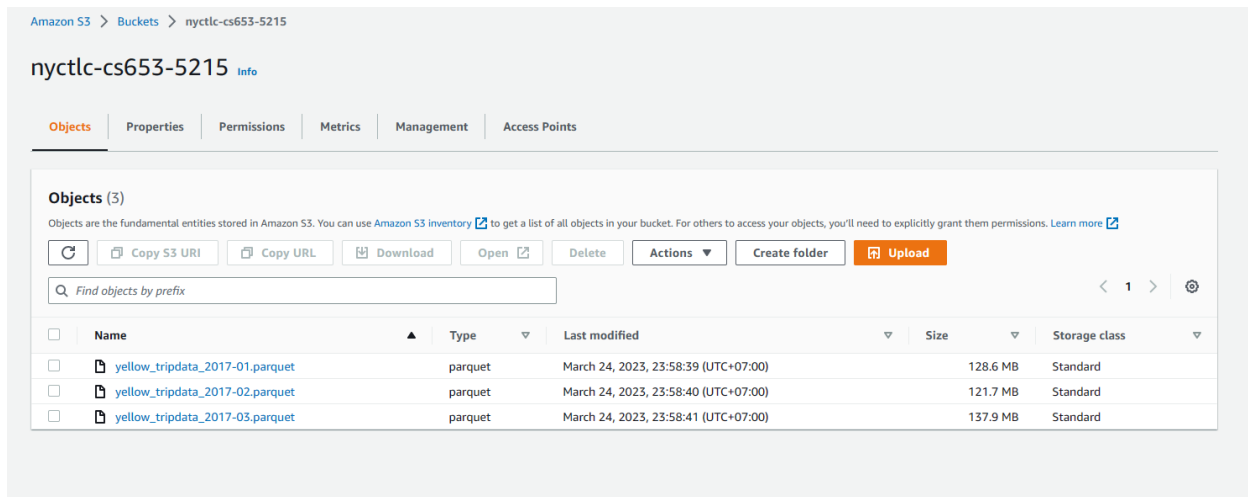 Amazon S3 > Buckets > nyctlc-cs653-5215
nyctlc-cs653-5215 Info
Objects Properties Permissions Metrics Management Access Points
Objects (3)
Objects are the fundamental entities stored in Amazon S3. You can use Amazon S3 inventory to get a list of all objects in your bucket. For others to access your objects, you'll need to explicitly grant them permissions. Learn more
Copy S3 URI Copy URL Download Open Delete Actions Create folder Upload
Find objects by prefix
< 1 >
Name Type Last modified Size Storage class
yellow_tripdata_2017-01.parquet parquet March 24, 2023, 23:58:39 (UTC+07:00) 128.6 MB Standard
yellow_tripdata_2017-02.parquet parquet March 24, 2023, 23:58:40 (UTC+07:00) 121.7 MB Standard
yellow_tripdata_2017-03.parquet parquet March 24, 2023, 23:58:41 (UTC+07:00) 137.9 MB Standard